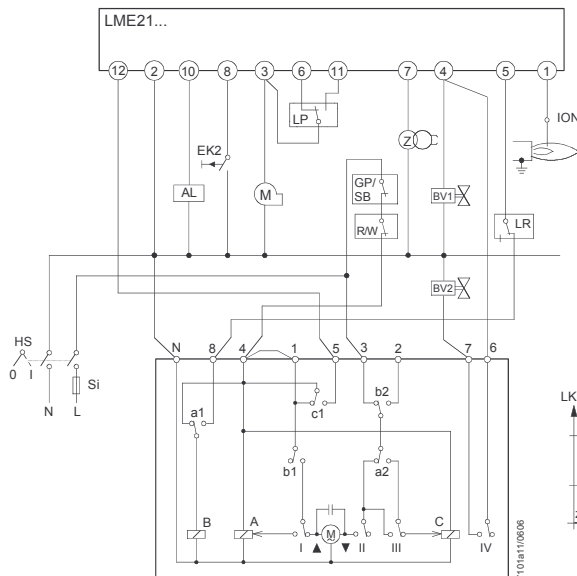 LME21...
12 2 10 8 3 6 11 7 4 5 1
LP
ION
EK2
Z
GP/
SB
AL
M
BV1
R/W
LR
BV2
HS
0 I
Si
N L
N 8 4 1 5 3 2 7 6
LK
a1
c1
b2
b1
a2
B A I M II III C IV
7101a11/0606